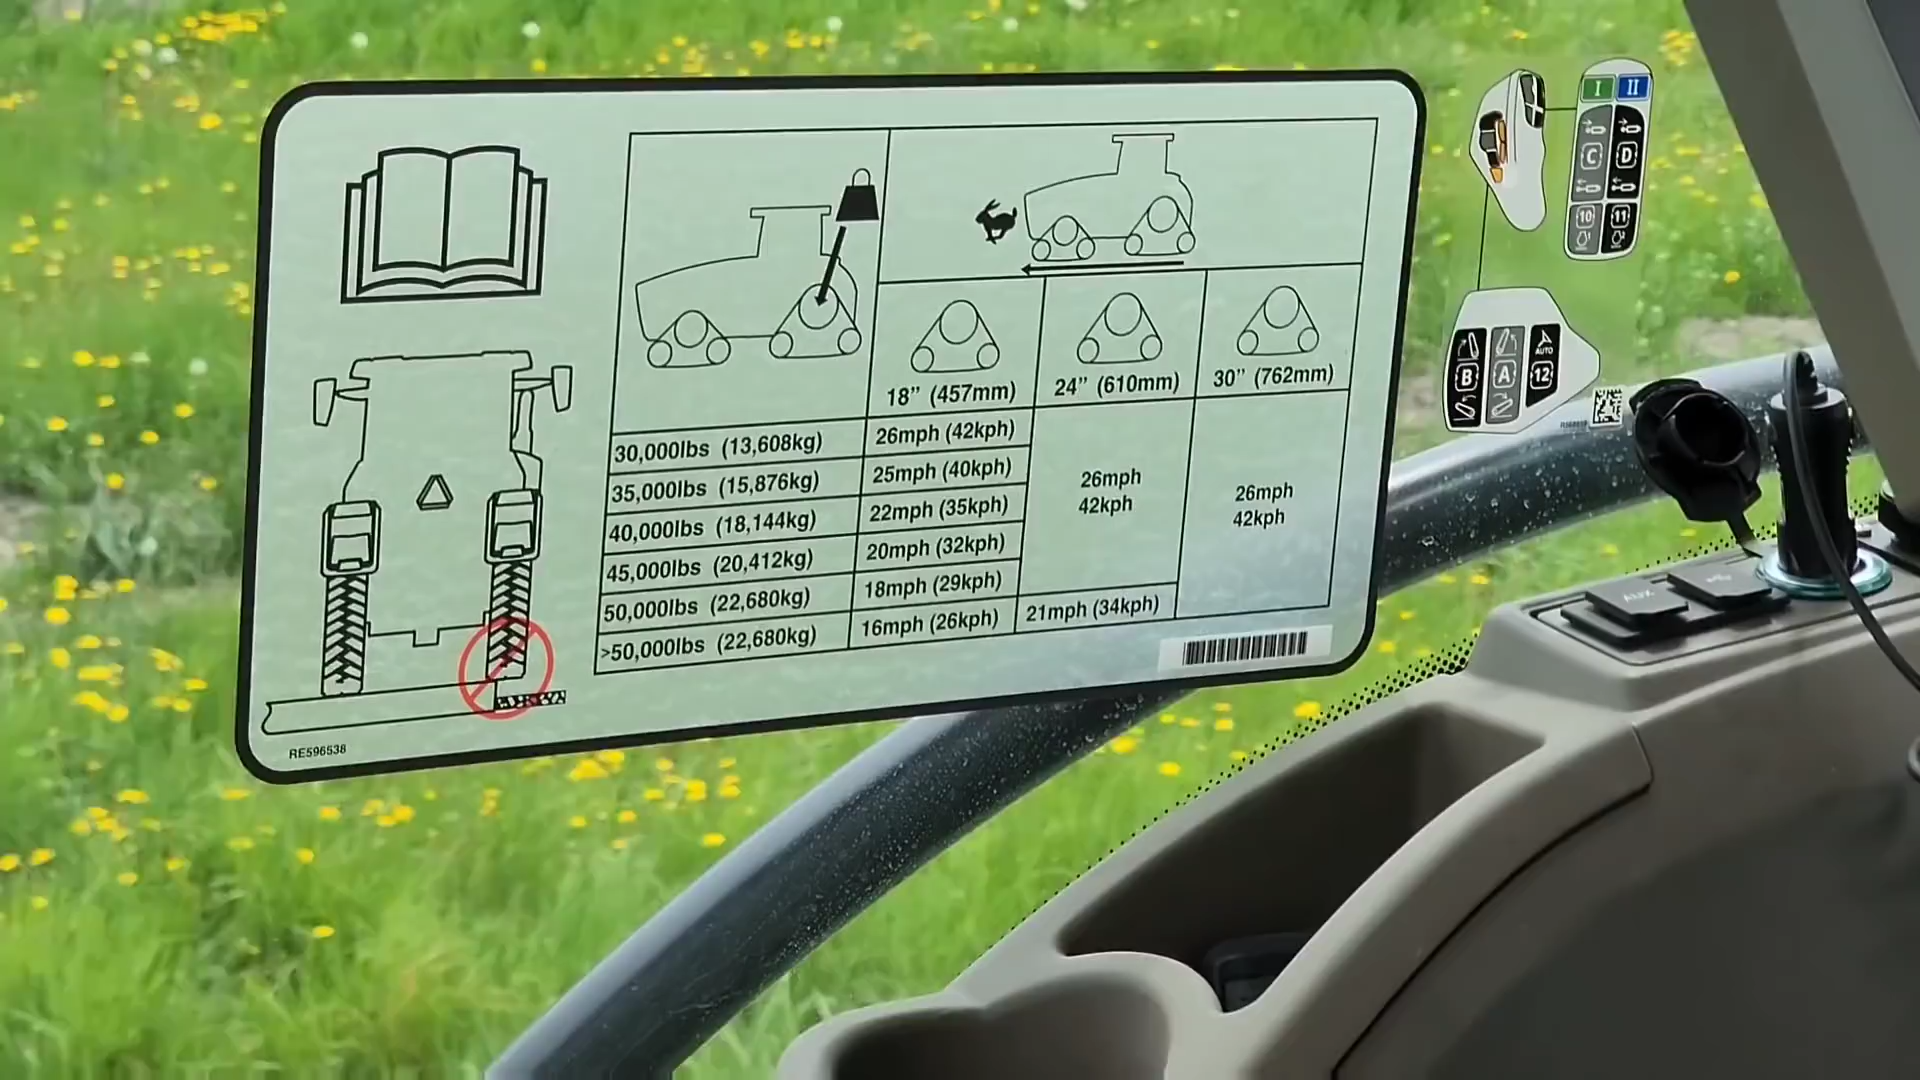 18” (457mm) 24” (610mm) 30” (762mm)
30,000lbs (13,608kg) 26mph (42kph)
35,000lbs (15,876kg) 25mph (40kph)
40,000lbs (18,144kg) 22mph (35kph)
45,000lbs (20,412kg) 20mph (32kph)
50,000lbs (22,680kg) 18mph (29kph)
>50,000lbs (22,680kg) 16mph (26kph) 21mph (34kph)
26mph
42kph
26mph
42kph
RE596538
I II
C D
10 11
B A AUTO
12
AUX